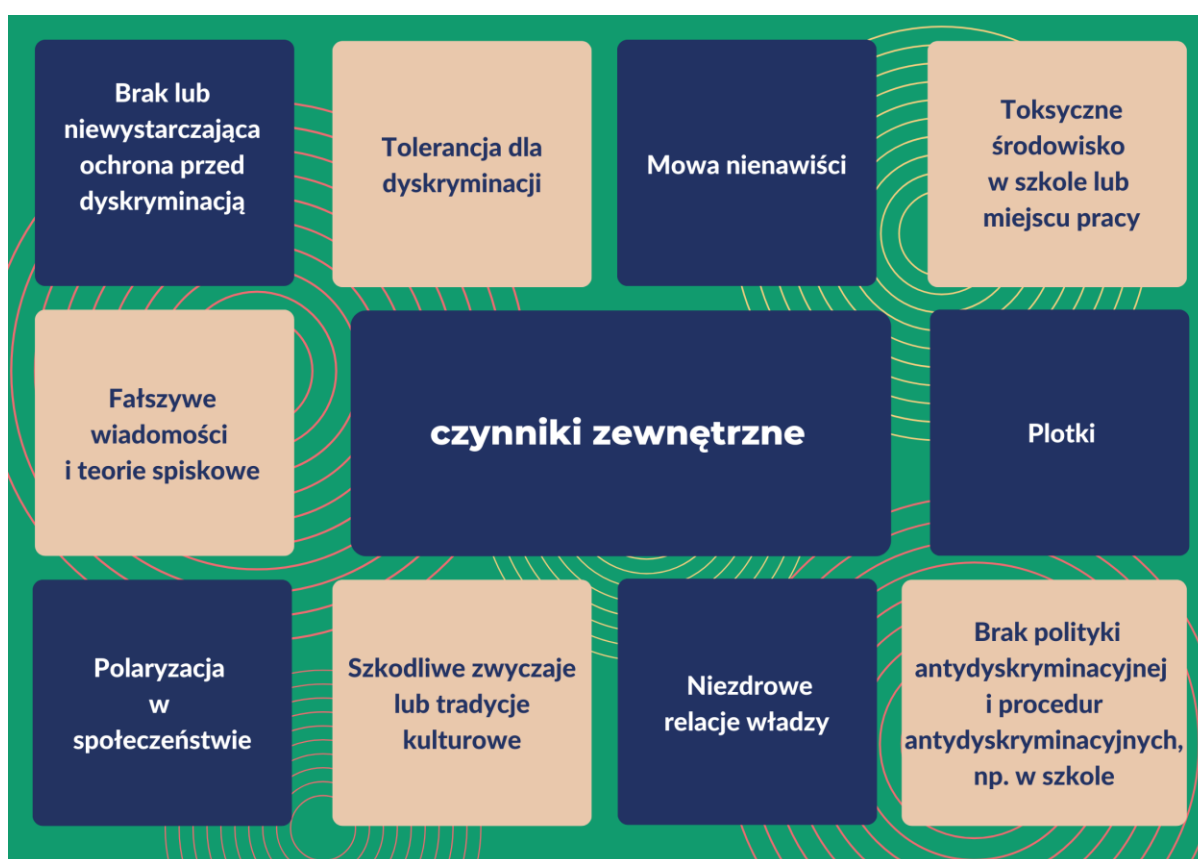 Brak lub
niewystarczająca
ochrona przed
dyskryminacją
Tolerancja dla
dyskryminacji
Mowa nienawiści
Toksyczne
środowisko
w szkole lub
miejscu pracy
Fałszywe
wiadomości
i teorie spiskowe
czynniki zewnętrzne
Plotki
Polaryzacja
w
społeczeństwie
Szkodliwe zwyczaje
lub tradycje
kulturowe
Niezdrowe
relacje władzy
Brak polityki
antydyskryminacyjnej
i procedur
antydyskryminacyjnych,
np. w szkole